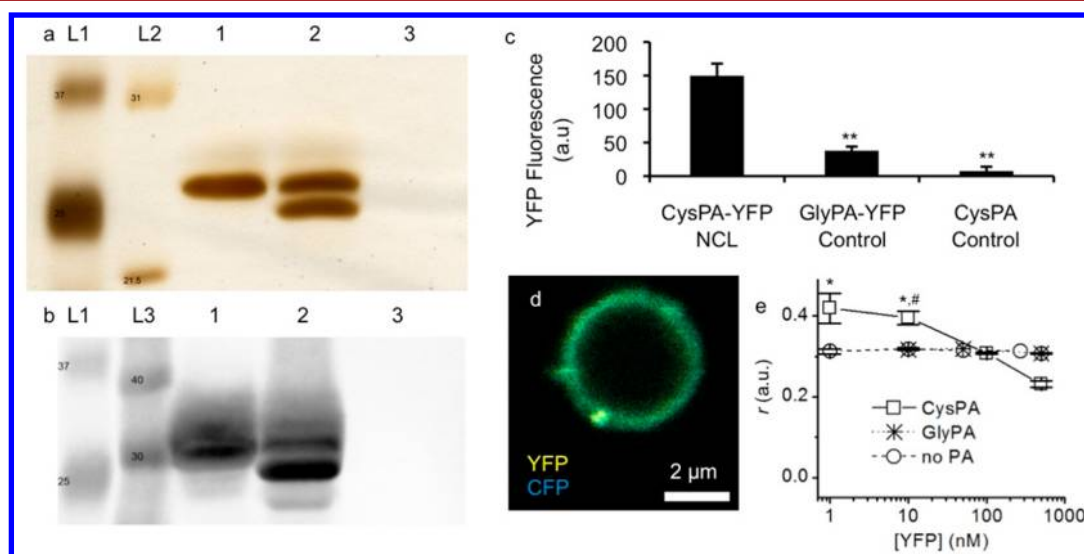 a L1 L2 1 2 3
37
31
25
21.5
b L1 L3 1 2 3
37
40
30
25
c
YFP Fluorescence
(a.u)
200
150
100
50
0
**
**
CysPA-YFP
NCL
GlyPA-YFP
Control
CysPA
Control
d
YFP
CFP
2 μm
e
r (a.u.)
0.4
0.2
0.0
*
*,#
CysPA
GlyPA
no PA
1 10 100 1000
[YFP] (nM)